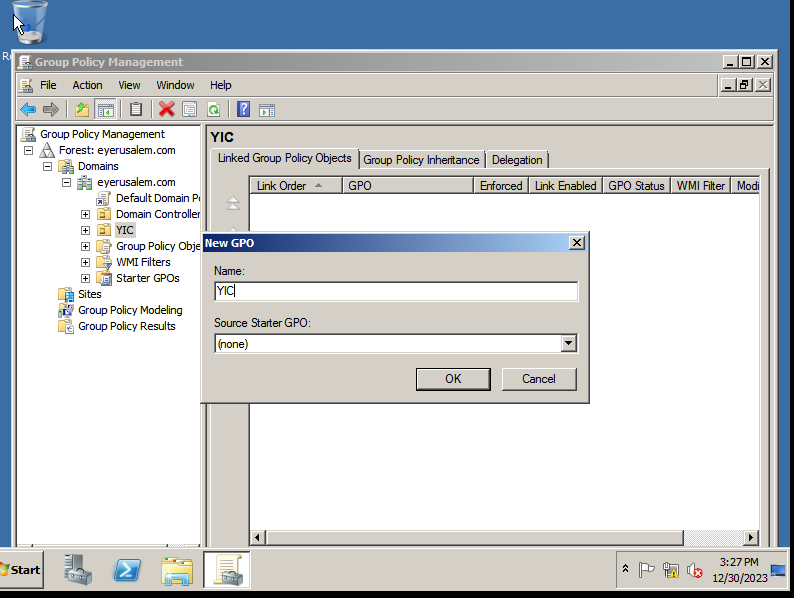 Group Policy Management
File Action View Window Help
Group Policy Management
Forest: eyerusalem.com
Domains
eyerusalem.com
Default Domain P
Domain Controller
YIC
Group Policy Obje
WMI Filters
Starter GPOs
Sites
Group Policy Modeling
Group Policy Results
YIC
Linked Group Policy Objects Group Policy Inheritance Delegation
Link Order GPO Enforced Link Enabled GPO Status WMI Filter Modi
New GPO
Name:
YIC
Source Starter GPO:
(none)
OK Cancel
Start
3:27 PM
12/30/2023